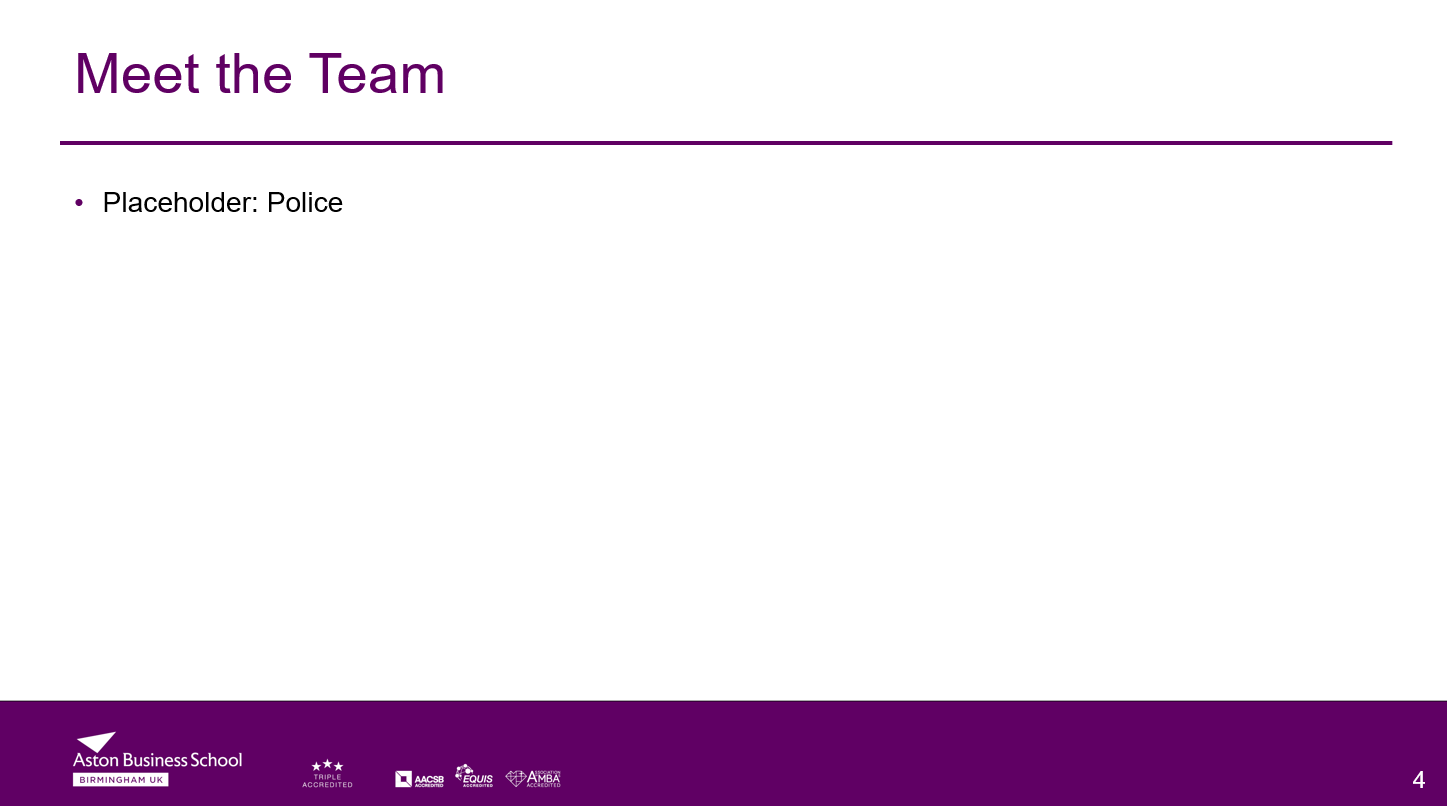 Meet the Team
• Placeholder: Police
Aston Business School
BIRMINGHAM UK
TRIPLE
ACCREDITED
AACSB
ACCREDITED
EQUIS
ACCREDITED
ASSOCIATION
AMBA
ACCREDITED
4